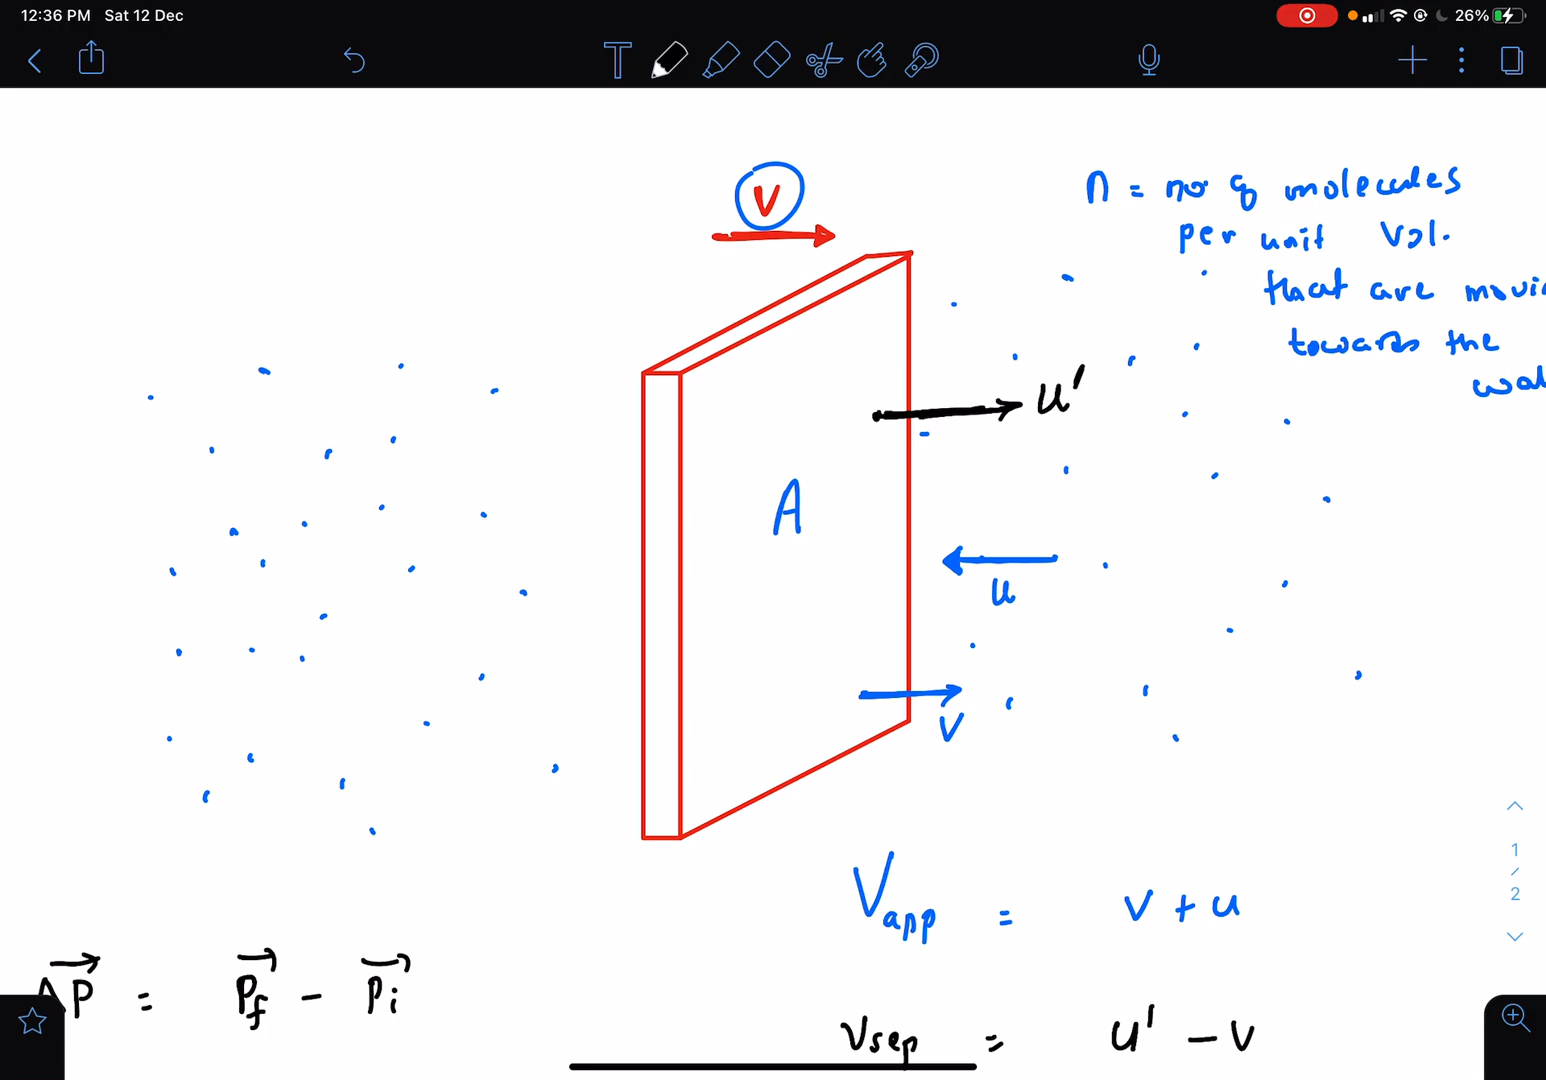 12:36 PM Sat 12 Dec
26%
T
V
n = no of molecules
per unit Vol.
that are movin
towards the
wal
u'
A
u
V
Vapp = v + u
ΔP = Pf - Pi
Vsep = u' - v
1
/
2